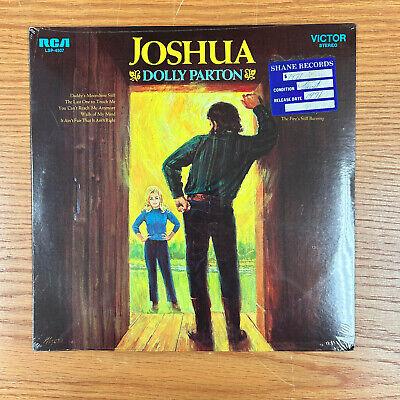 RCA
LSP-4507
JOSHUA
DOLLY PARTON
VICTOR
STEREO
SHANE RECORDS
$
CONDITION
RELEASE DATE 1971
Daddy's Moonshine Still
The Last One to Touch Me
You Can't Reach Me Anymore
Walls of My Mind
It Ain't Fair That It Ain't Right
The Fire's Still Burning